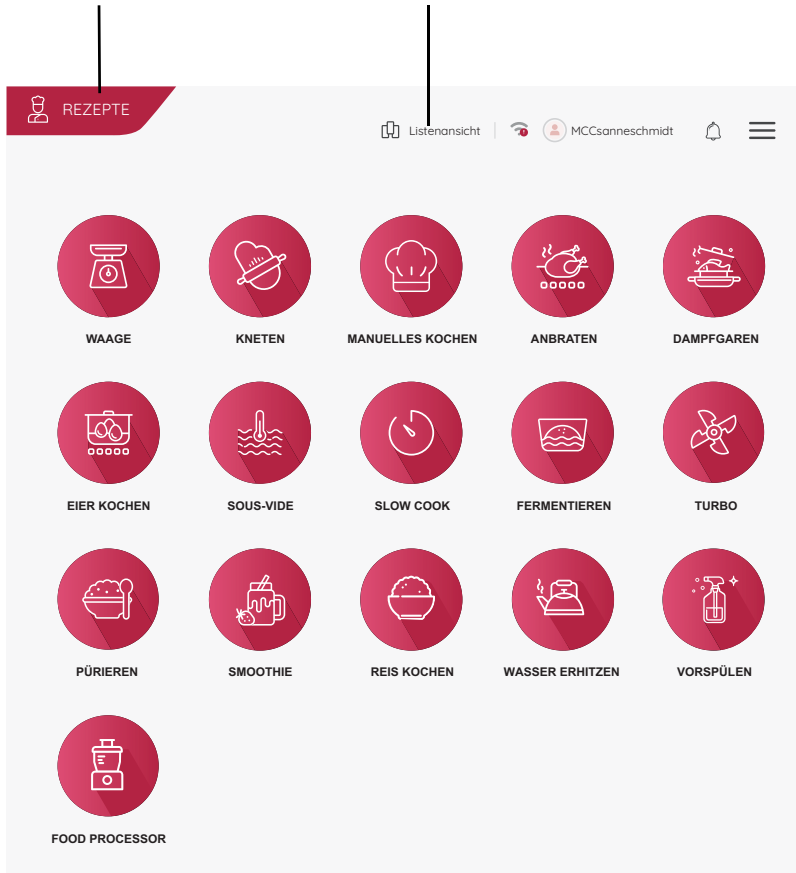 REZEPTE
Listenansicht MCCsanneschmidt
WAAGE KNETEN MANUELLES KOCHEN ANBRATEN DAMPFGAREN
EIER KOCHEN SOUS-VIDE SLOW COOK FERMENTIEREN TURBO
PÜRIEREN SMOOTHIE REIS KOCHEN WASSER ERHITZEN VORSPÜLEN
FOOD PROCESSOR